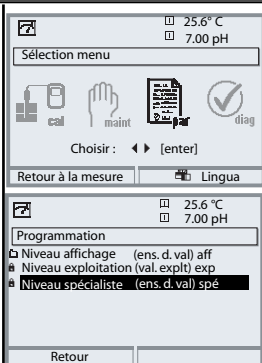 25.6° C
7.00 pH
Sélection menu
cal maint par diag
Choisir : [enter]
Retour à la mesure Lingua
25.6 °C
7.00 pH
Programmation
Niveau affichage (ens. d. val) aff
Niveau exploitation (val. explt) exp
Niveau spécialiste (ens. d. val) spé
Retour